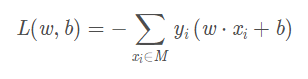 L(w, b) = − ∑_{x_i∈M} y_i (w · x_i + b)